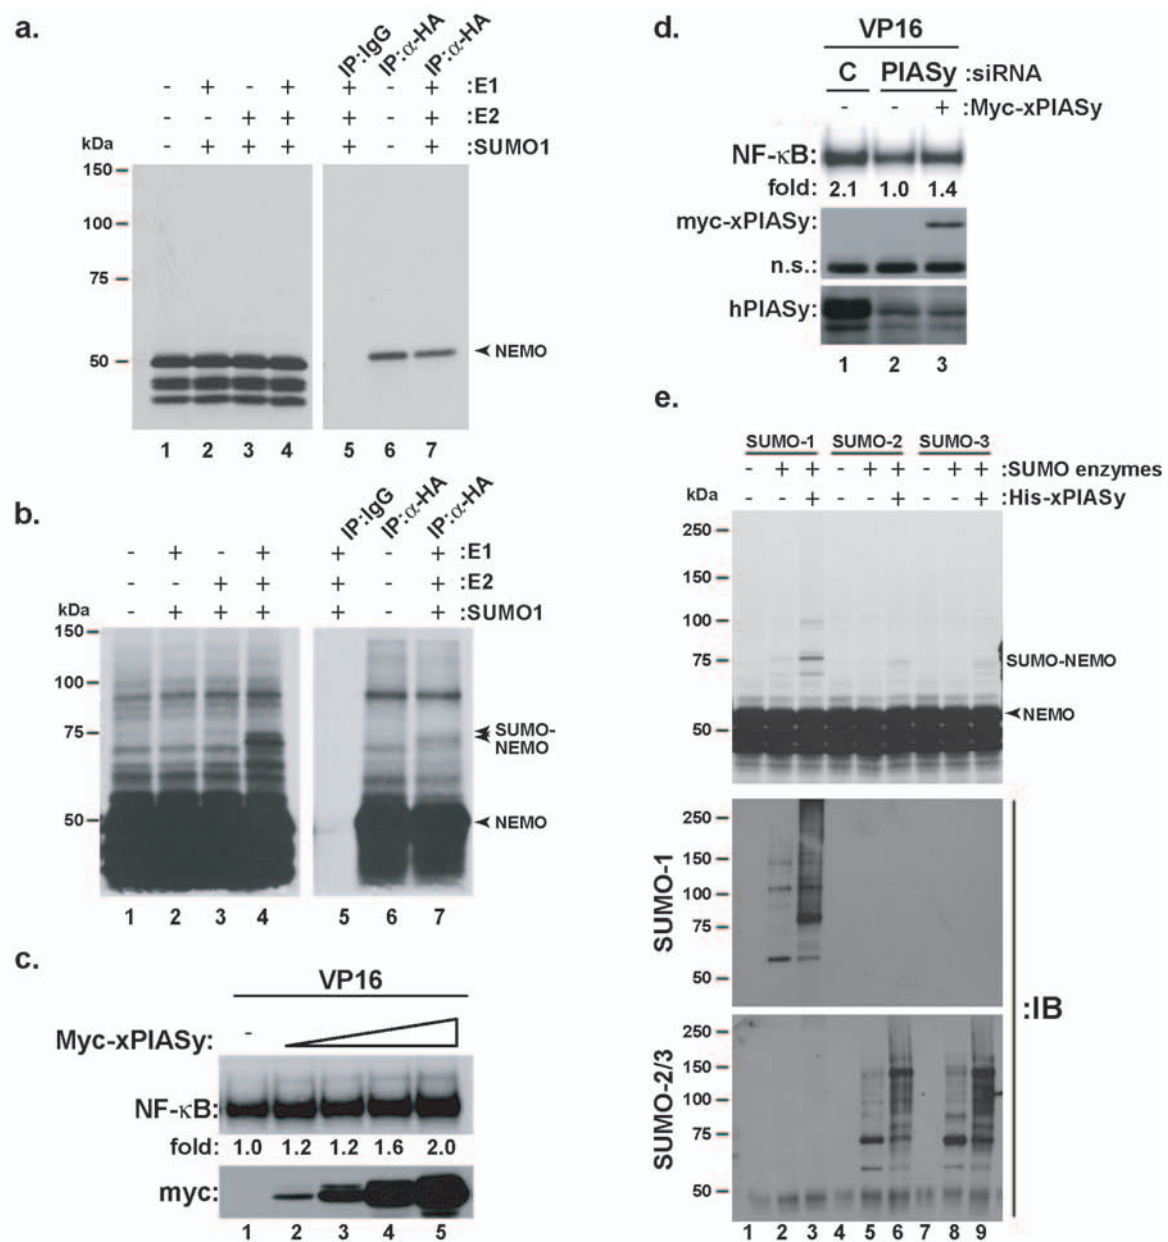 a.
IP:IgG
IP:α-HA
IP:α-HA
- + - + + - + :E1
- - + + + - + :E2
kDa - + + + + - + :SUMO1
150
100
75
50
NEMO
1 2 3 4 5 6 7
b.
IP:IgG
IP:α-HA
IP:α-HA
- + - + + - + :E1
- - + + + - + :E2
kDa - + + + + - + :SUMO1
150
100
75
50
SUMO-
NEMO
NEMO
1 2 3 4 5 6 7
c.
VP16
Myc-xPIASy: -
NF-κB:
fold: 1.0 1.2 1.2 1.6 2.0
myc:
1 2 3 4 5
d.
VP16
C PIASy :siRNA
- - + :Myc-xPIASy
NF-κB:
fold: 2.1 1.0 1.4
myc-xPIASy:
n.s.:
hPIASy:
1 2 3
e.
SUMO-1 SUMO-2 SUMO-3
- + + - + + - + + :SUMO enzymes
kDa + + + :His-xPIASy
250
150
100
75
50
SUMO-NEMO
NEMO
SUMO-1
250
150
100
75
50
:IB
SUMO-2/3
250
150
100
75
50
1 2 3 4 5 6 7 8 9